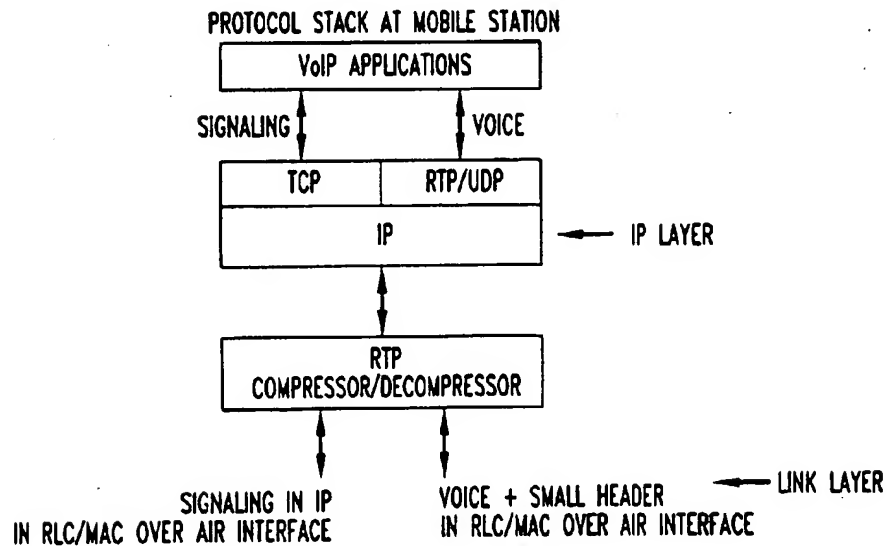 PROTOCOL STACK AT MOBILE STATION
VoIP APPLICATIONS
SIGNALING
VOICE
TCP
RTP/UDP
IP
IP LAYER
RTP
COMPRESSOR/DECOMPRESSOR
SIGNALING IN IP
IN RLC/MAC OVER AIR INTERFACE
VOICE + SMALL HEADER
IN RLC/MAC OVER AIR INTERFACE
LINK LAYER